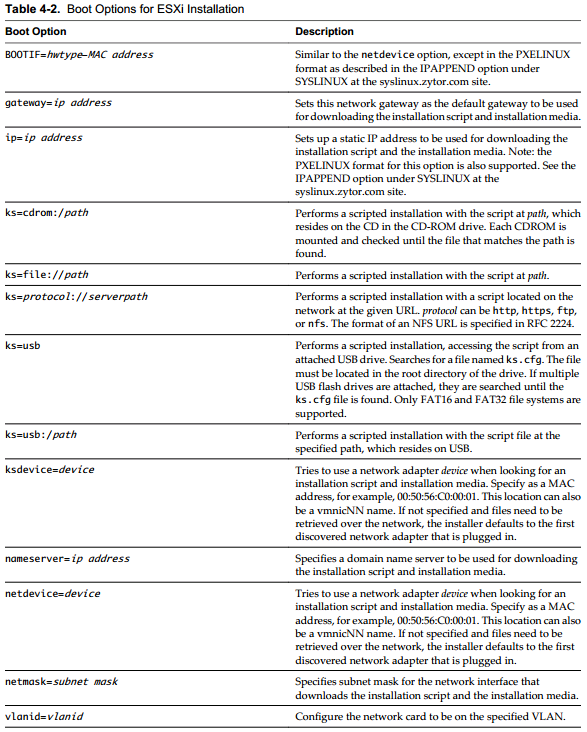 Table 4-2. Boot Options for ESXi Installation
Boot Option Description
BOOTIF=hwtype-MAC address Similar to the netdevice option, except in the PXELINUX
format as described in the IPAPPEND option under
SYSLINUX at the syslinux.zytor.com site.
gateway=ip address Sets this network gateway as the default gateway to be used
for downloading the installation script and installation media.
ip=ip address Sets up a static IP address to be used for downloading the
installation script and the installation media. Note: the
PXELINUX format for this option is also supported. See the
IPAPPEND option under SYSLINUX at the
syslinux.zytor.com site.
ks=cdrom:/path Performs a scripted installation with the script at path, which
resides on the CD in the CD-ROM drive. Each CDROM is
mounted and checked until the file that matches the path is
found.
ks=file://path Performs a scripted installation with the script at path.
ks=protocol://serverpath Performs a scripted installation with a script located on the
network at the given URL. protocol can be http, https, ftp,
or nfs. The format of an NFS URL is specified in RFC 2224.
ks=usb Performs a scripted installation, accessing the script from an
attached USB drive. Searches for a file named ks.cfg. The file
must be located in the root directory of the drive. If multiple
USB flash drives are attached, they are searched until the
ks.cfg file is found. Only FAT16 and FAT32 file systems are
supported.
ks=usb:/path Performs a scripted installation with the script file at the
specified path, which resides on USB.
ksdevice=device Tries to use a network adapter device when looking for an
installation script and installation media. Specify as a MAC
address, for example, 00:50:56:C0:00:01. This location can also
be a vmnicNN name. If not specified and files need to be
retrieved over the network, the installer defaults to the first
discovered network adapter that is plugged in.
nameserver=ip address Specifies a domain name server to be used for downloading
the installation script and installation media.
netdevice=device Tries to use a network adapter device when looking for an
installation script and installation media. Specify as a MAC
address, for example, 00:50:56:C0:00:01. This location can also
be a vmnicNN name. If not specified and files need to be
retrieved over the network, the installer defaults to the first
discovered network adapter that is plugged in.
netmask=subnet mask Specifies subnet mask for the network interface that
downloads the installation script and the installation media.
vlanid=vlanid Configure the network card to be on the specified VLAN.